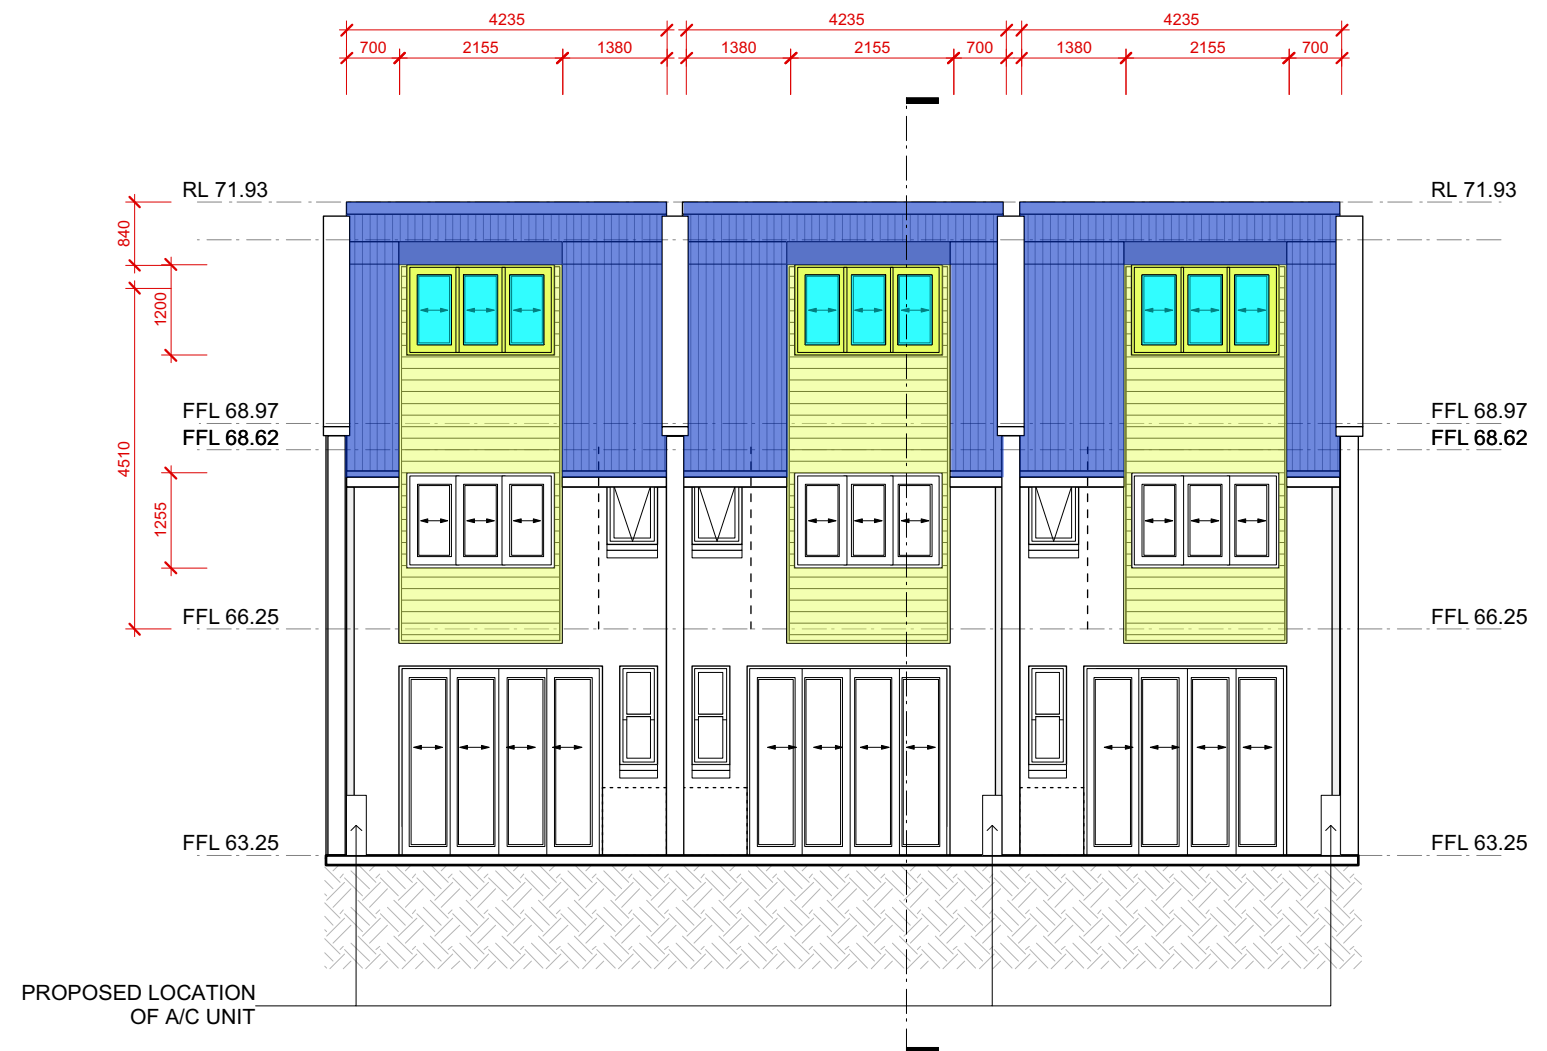 4235 4235 4235
700 2155 1380 1380 2155 700 1380 2155 700
RL 71.93 RL 71.93
840
1200
FFL 68.97 FFL 68.97
FFL 68.62 FFL 68.62
4510
1255
FFL 66.25 FFL 66.25
FFL 63.25 FFL 63.25
PROPOSED LOCATION
OF A/C UNIT